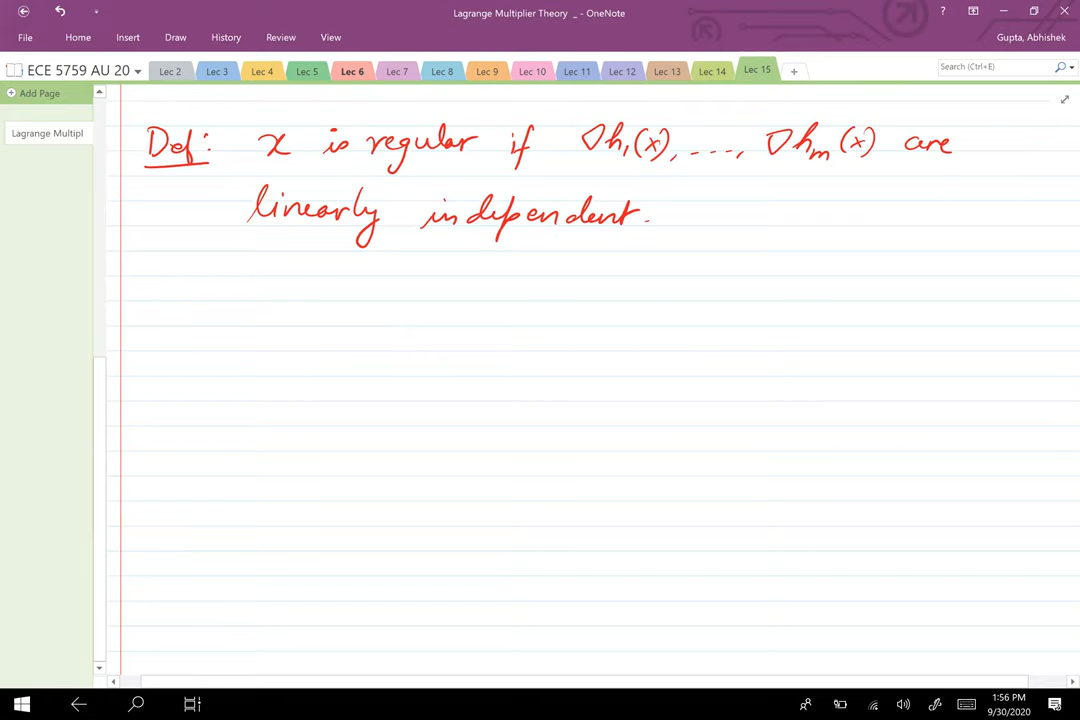 Lagrange Multiplier Theory _ - OneNote
?
File
Home
Insert
Draw
History
Review
View
Gupta, Abhishek
ECE 5759 AU 20
Lec 2
Lec 3
Lec 4
Lec 5
Lec 6
Lec 7
Lec 8
Lec 9
Lec 10
Lec 11
Lec 12
Lec 13
Lec 14
Lec 15
+
Search (Ctrl+E)
Add Page
Lagrange Multipl
Def: x is regular if ∇h₁(x), ..., ∇hₘ(x) are
linearly independent.
1:56 PM
9/30/2020